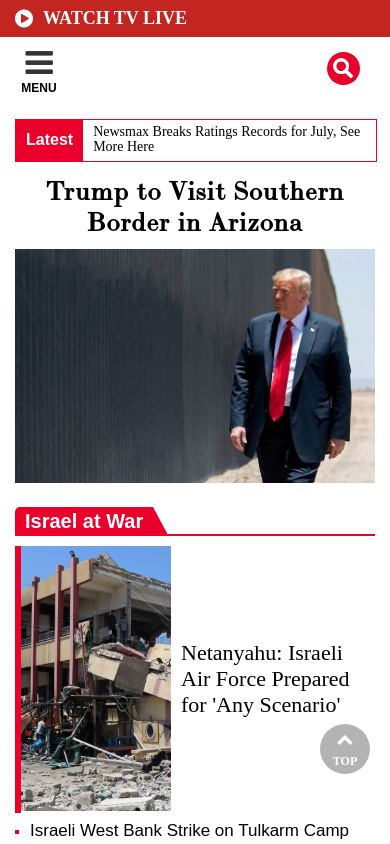 WATCH TV LIVE
MENU
Latest
Newsmax Breaks Ratings Records for July, See
More Here
Trump to Visit Southern
Border in Arizona
Israel at War
Netanyahu: Israeli
Air Force Prepared
for 'Any Scenario'
TOP
Israeli West Bank Strike on Tulkarm Camp